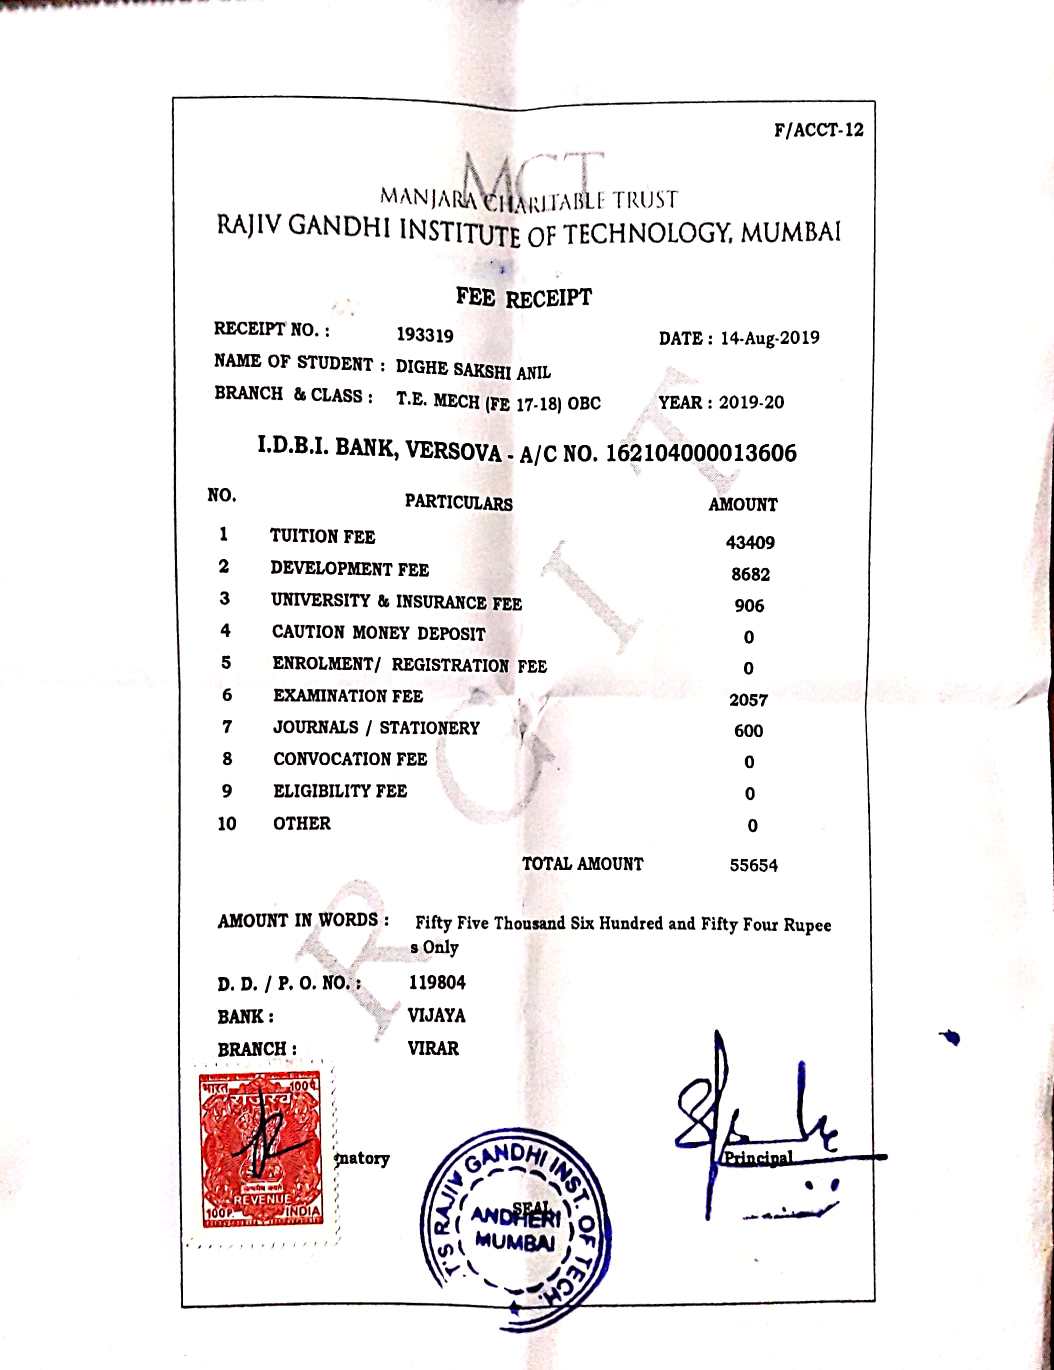 F/ACCT-12
MCT
MANJARA CHARITABLE TRUST
RAJIV GANDHI INSTITUTE OF TECHNOLOGY, MUMBAI
FEE RECEIPT
RECEIPT NO. : 193319 DATE : 14-Aug-2019
NAME OF STUDENT : DIGHE SAKSHI ANIL
BRANCH & CLASS : T.E. MECH (FE 17-18) OBC YEAR : 2019-20
I.D.B.I. BANK, VERSOVA - A/C NO. 162104000013606
NO. PARTICULARS AMOUNT
1 TUITION FEE 43409
2 DEVELOPMENT FEE 8682
3 UNIVERSITY & INSURANCE FEE 906
4 CAUTION MONEY DEPOSIT 0
5 ENROLMENT/ REGISTRATION FEE 0
6 EXAMINATION FEE 2057
7 JOURNALS / STATIONERY 600
8 CONVOCATION FEE 0
9 ELIGIBILITY FEE 0
10 OTHER 0
TOTAL AMOUNT 55654
AMOUNT IN WORDS : Fifty Five Thousand Six Hundred and Fifty Four Rupee
s Only
D. D. / P. O. NO. : 119804
BANK : VIJAYA
BRANCH : VIRAR
R G I T
भारत 100P.
राजस्व
REVENUE
100P. INDIA
natory
T'S RAJIV GANDHI INST. OF TECH.
SEAL
ANDHERI
MUMBAI
Principal